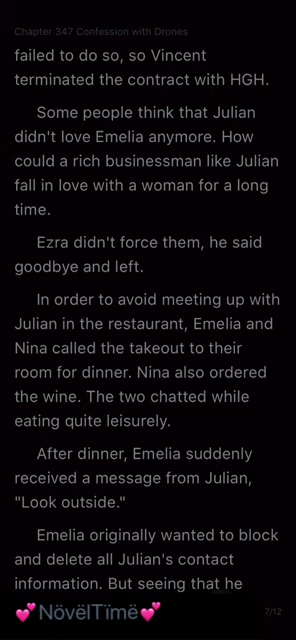 Chapter 347 Confession with Drones
failed to do so, so Vincent
terminated the contract with HGH.
Some people think that Julian
didn't love Emelia anymore. How
could a rich businessman like Julian
fall in love with a woman for a long
time.
Ezra didn't force them, he said
goodbye and left.
In order to avoid meeting up with
Julian in the restaurant, Emelia and
Nina called the takeout to their
room for dinner. Nina also ordered
the wine. The two chatted while
eating quite leisurely.
After dinner, Emelia suddenly
received a message from Julian,
"Look outside."
Emelia originally wanted to block
and delete all Julian's contact
information. But seeing that he
💕NövëlTïmë💕
7/12